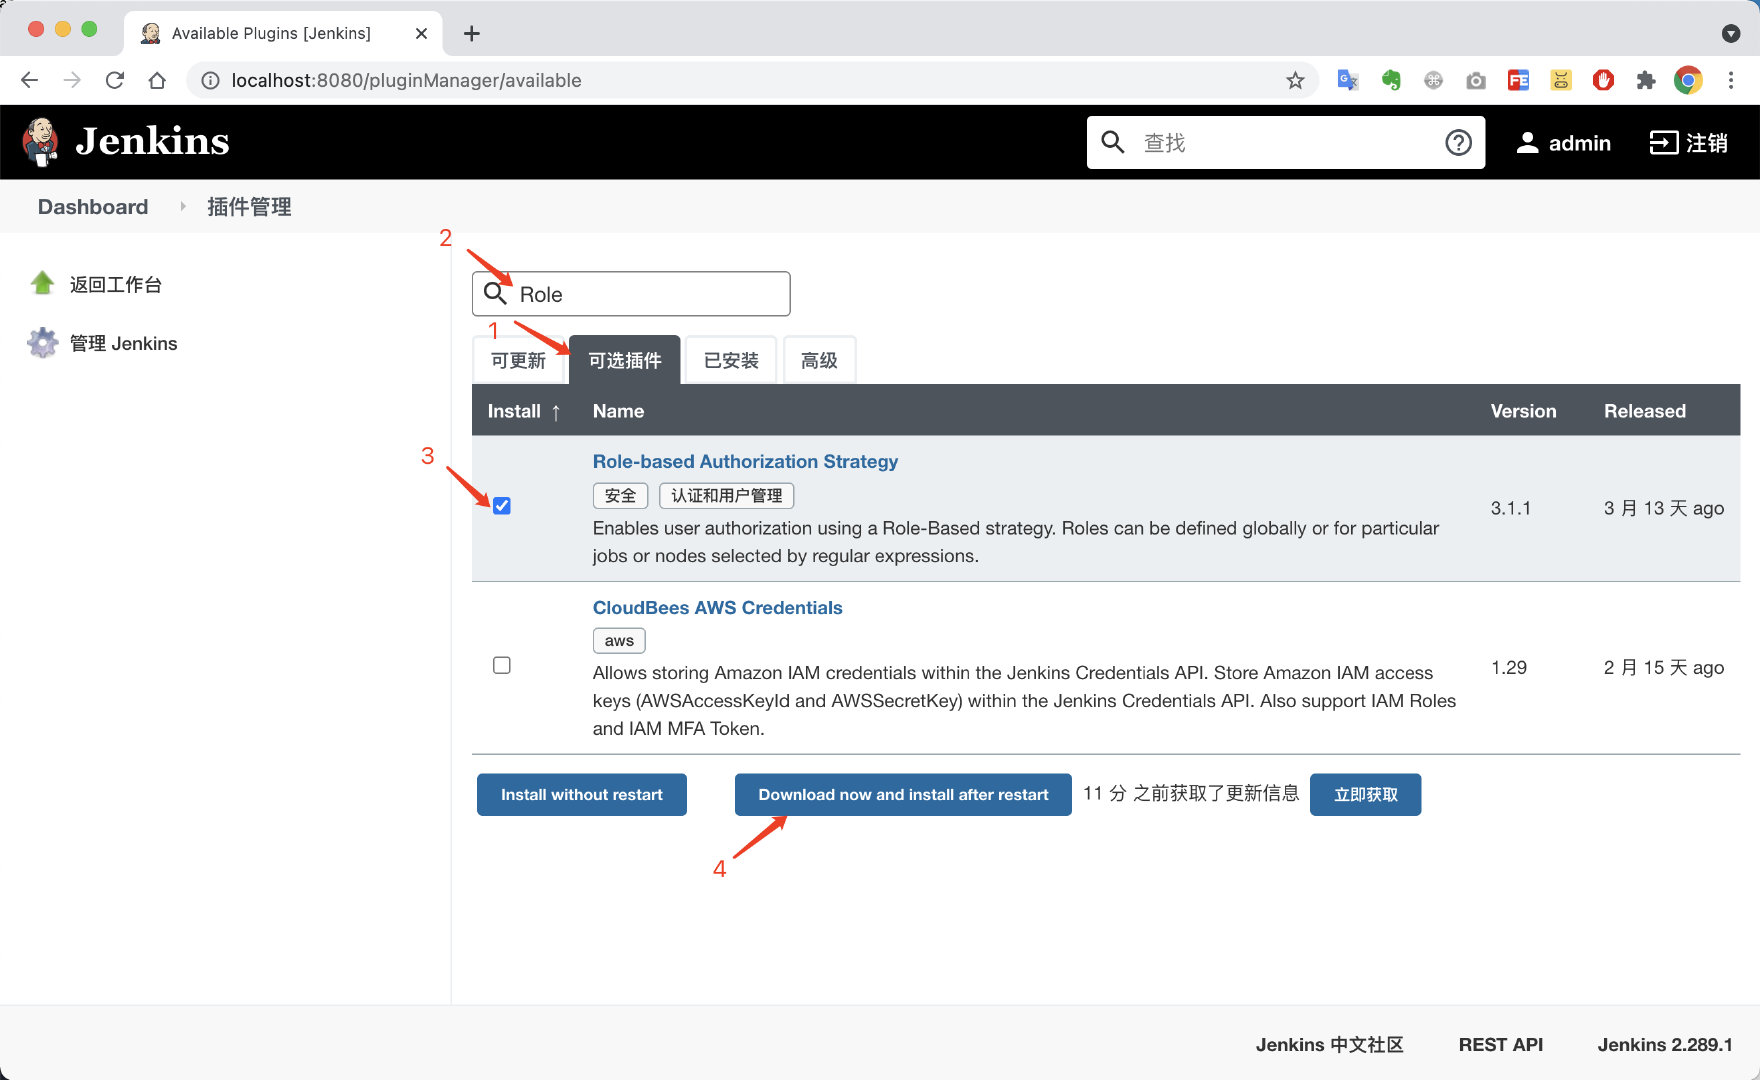 Available Plugins [Jenkins]
localhost:8080/pluginManager/available
Jenkins
查找
admin
注销
Dashboard
插件管理
返回工作台
管理 Jenkins
2
Role
1
可更新
可选插件
已安装
高级
Install ↑
Name
Version
Released
3
Role-based Authorization Strategy
安全
认证和用户管理
Enables user authorization using a Role-Based strategy. Roles can be defined globally or for particular
jobs or nodes selected by regular expressions.
3.1.1
3 月 13 天 ago
CloudBees AWS Credentials
aws
Allows storing Amazon IAM credentials within the Jenkins Credentials API. Store Amazon IAM access
keys (AWSAccessKeyId and AWSSecretKey) within the Jenkins Credentials API. Also support IAM Roles
and IAM MFA Token.
1.29
2 月 15 天 ago
Install without restart
Download now and install after restart
11 分 之前获取了更新信息
立即获取
4
Jenkins 中文社区
REST API
Jenkins 2.289.1